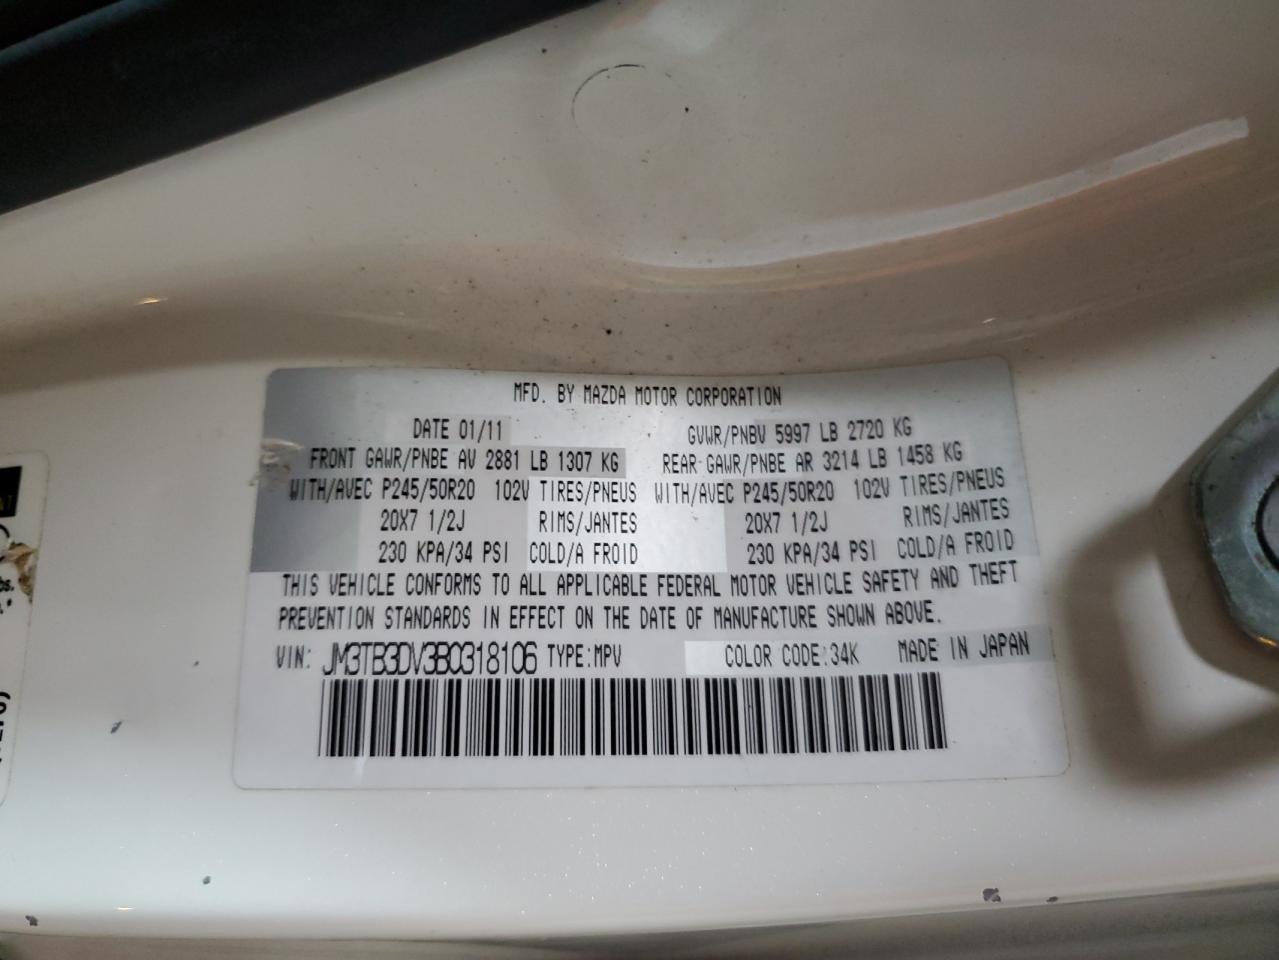 MFD. BY MAZDA MOTOR CORPORATION
DATE 01/11 GVWR/PNBV 5997 LB 2720 KG
FRONT GAWR/PNBE AV 2881 LB 1307 KG REAR GAWR/PNBE AR 3214 LB 1458 KG
WITH/AVEC P245/50R20 102V TIRES/PNEUS WITH/AVEC P245/50R20 102V TIRES/PNEUS
20X7 1/2J RIMS/JANTES 20X7 1/2J RIMS/JANTES
230 KPA/34 PSI COLD/A FROID 230 KPA/34 PSI COLD/A FROID
THIS VEHICLE CONFORMS TO ALL APPLICABLE FEDERAL MOTOR VEHICLE SAFETY AND THEFT
PREVENTION STANDARDS IN EFFECT ON THE DATE OF MANUFACTURE SHOWN ABOVE.
VIN: JM3TB3DV3B0318106 TYPE:MPV COLOR CODE:34K MADE IN JAPAN